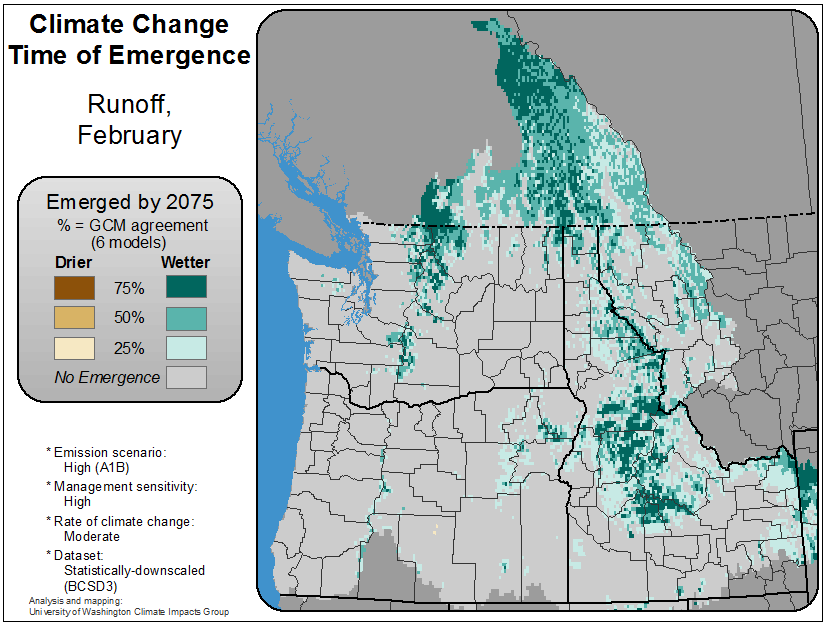 Climate Change
Time of Emergence
Runoff,
February
Emerged by 2075
% = GCM agreement
(6 models)
Drier Wetter
75%
50%
25%
No Emergence
* Emission scenario:
High (A1B)
* Management sensitivity:
High
* Rate of climate change:
Moderate
* Dataset:
Statistically-downscaled
(BCSD3)
Analysis and mapping:
University of Washington Climate Impacts Group